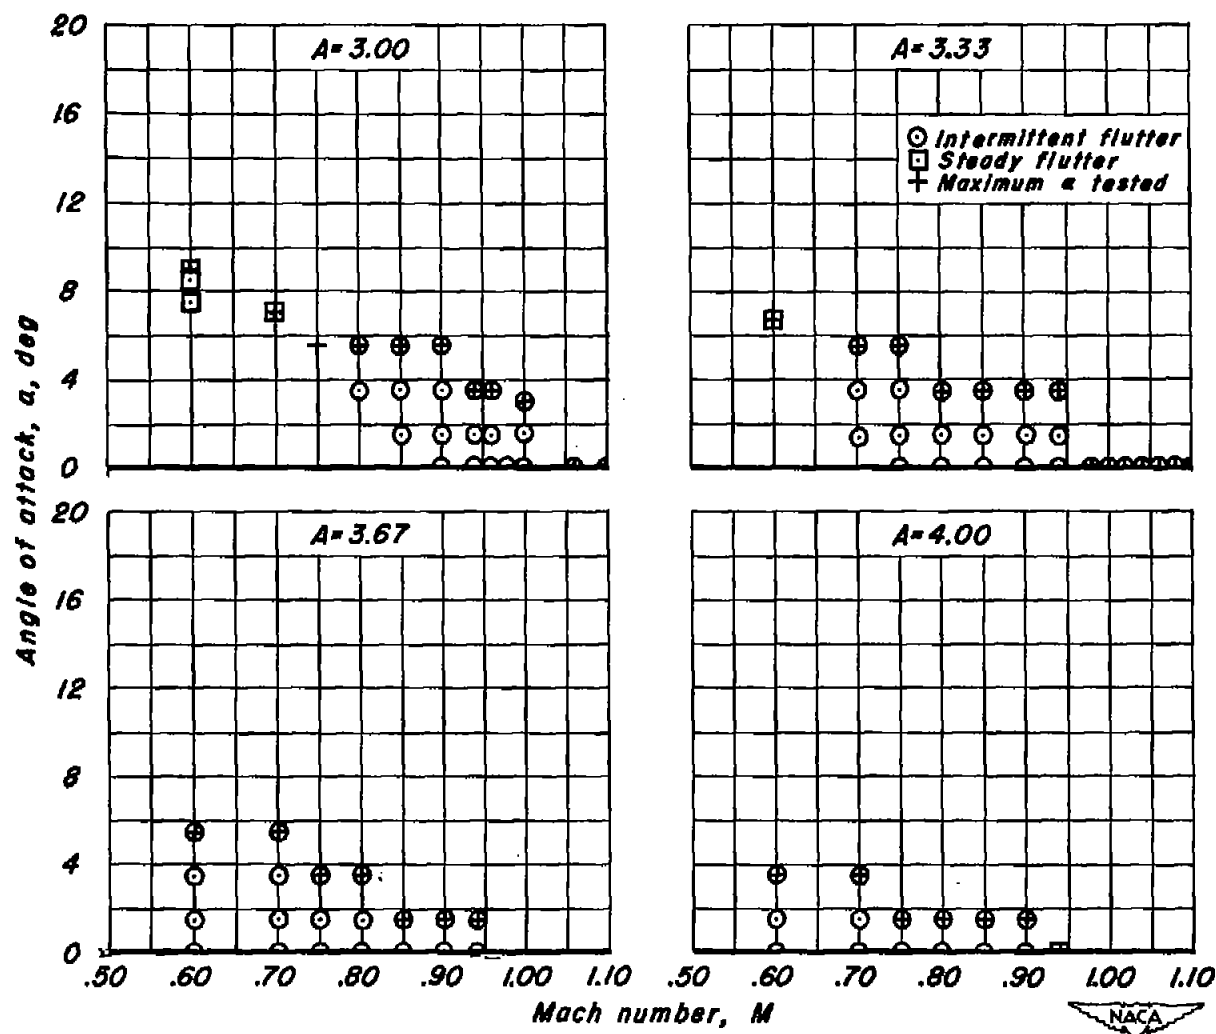 20
16
12
8
4
0
A=3.00
A=3.33
Intermittent flutter
Steady flutter
Maximum α tested
Angle of attack, α, deg
20
16
12
8
4
0
A=3.67
A=4.00
.50 .60 .70 .80 .90 1.00 1.10
.50 .60 .70 .80 .90 1.00 1.10
Mach number, M
NACA